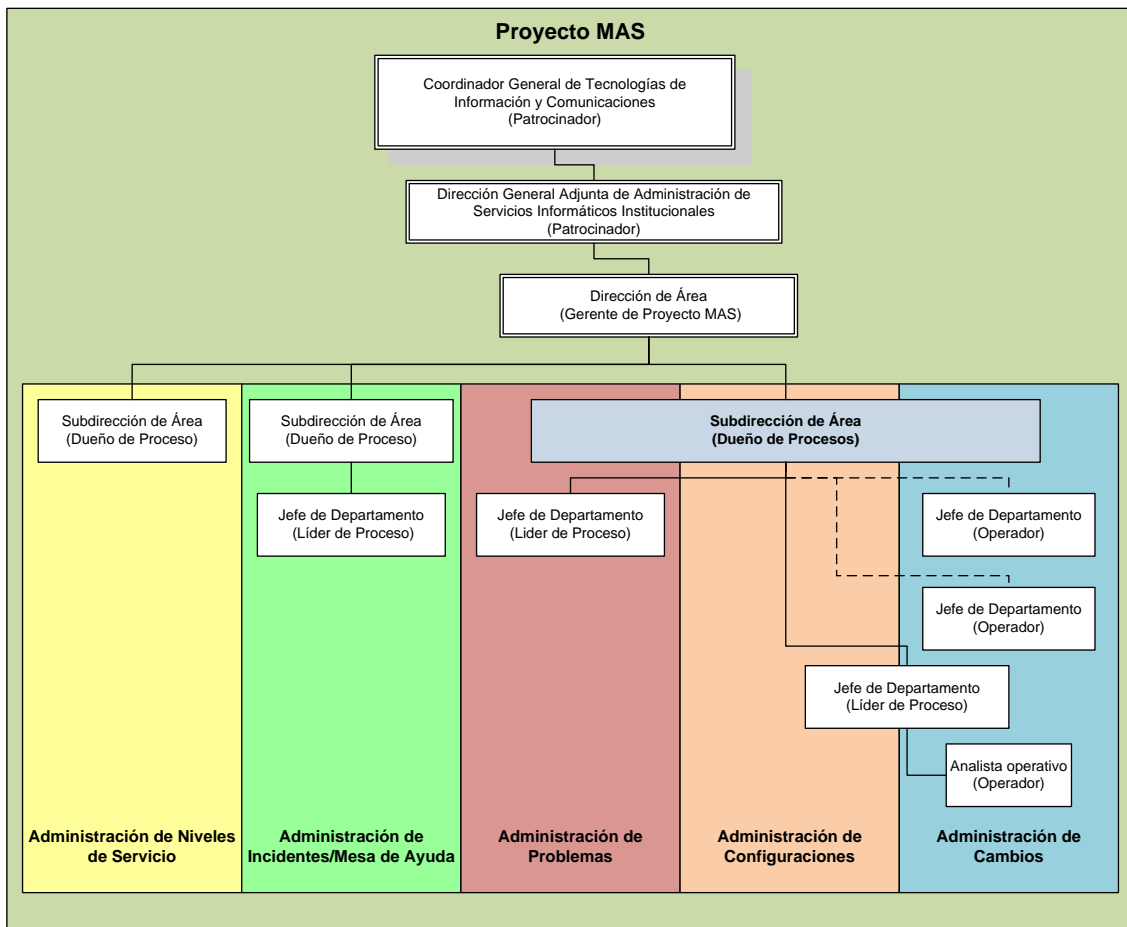 Proyecto MAS
Coordinador General de Tecnologías de
Información y Comunicaciones
(Patrocinador)
Dirección General Adjunta de Administración de
Servicios Informáticos Institucionales
(Patrocinador)
Dirección de Área
(Gerente de Proyecto MAS)
Subdirección de Área
(Dueño de Proceso)
Subdirección de Área
(Dueño de Proceso)
Subdirección de Área
(Dueño de Procesos)
Jefe de Departamento
(Líder de Proceso)
Jefe de Departamento
(Lider de Proceso)
Jefe de Departamento
(Operador)
Jefe de Departamento
(Operador)
Jefe de Departamento
(Líder de Proceso)
Analista operativo
(Operador)
Administración de Niveles
de Servicio
Administración de
Incidentes/Mesa de Ayuda
Administración de
Problemas
Administración de
Configuraciones
Administración de
Cambios